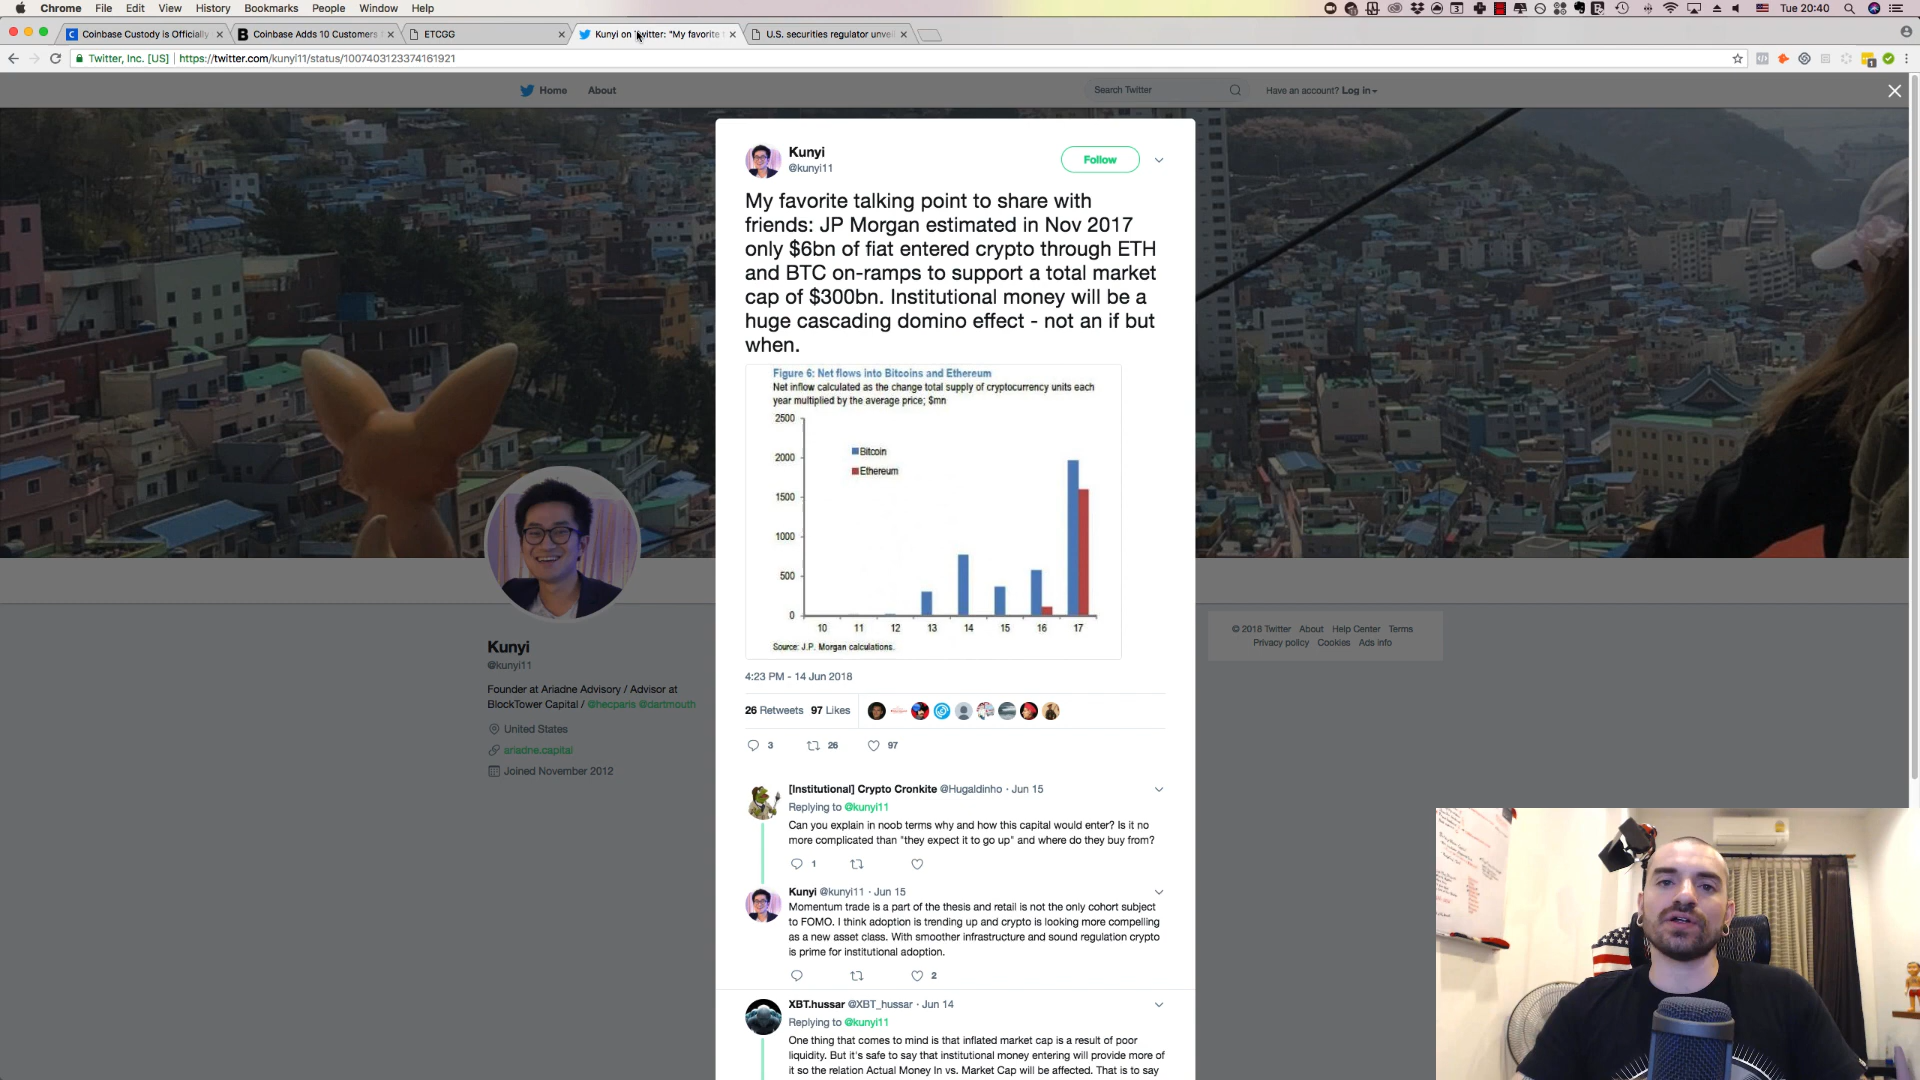 Chrome File Edit View History Bookmarks People Window Help
Tue 20:40
Coinbase Custody is Officially
Coinbase Adds 10 Customers
ETCGG
Kunyi on Twitter: "My favorite
U.S. securities regulator unve
Twitter, Inc. [US] https://twitter.com/kunyi11/status/1007403123374161921
Home About
Search Twitter
Have an account? Log in
Kunyi
@kunyi11
Follow
My favorite talking point to share with
friends: JP Morgan estimated in Nov 2017
only $6bn of fiat entered crypto through ETH
and BTC on-ramps to support a total market
cap of $300bn. Institutional money will be a
huge cascading domino effect - not an if but
when.
Figure 6: Net flows into Bitcoins and Ethereum
Net inflow calculated as the change total supply of cryptocurrency units each
year multiplied by the average price; $mn
2500
2000
1500
1000
500
0
Bitcoin
Ethereum
10 11 12 13 14 15 16 17
Source: J.P. Morgan calculations.
4:23 PM - 14 Jun 2018
26 Retweets 97 Likes
3 26 97
Kunyi
@kunyi11
Founder at Ariadne Advisory / Advisor at
BlockTower Capital / @hecparis @dartmouth
United States
ariadne.capital
Joined November 2012
© 2018 Twitter About Help Center Terms
Privacy policy Cookies Ads info
[Institutional] Crypto Cronkite @Hugaldinho · Jun 15
Replying to @kunyi11
Can you explain in noob terms why and how this capital would enter? Is it no
more complicated than "they expect it to go up" and where do they buy from?
1
Kunyi @kunyi11 · Jun 15
Momentum trade is a part of the thesis and retail is not the only cohort subject
to FOMO. I think adoption is trending up and crypto is looking more compelling
as a new asset class. With smoother infrastructure and sound regulation crypto
is prime for institutional adoption.
2
XBT.hussar @XBT_hussar · Jun 14
Replying to @kunyi11
One thing that comes to mind is that inflated market cap is a result of poor
liquidity. But it's safe to say that institutional money entering will provide more of
it so the relation Actual Money In vs. Market Cap will be affected. That is to say